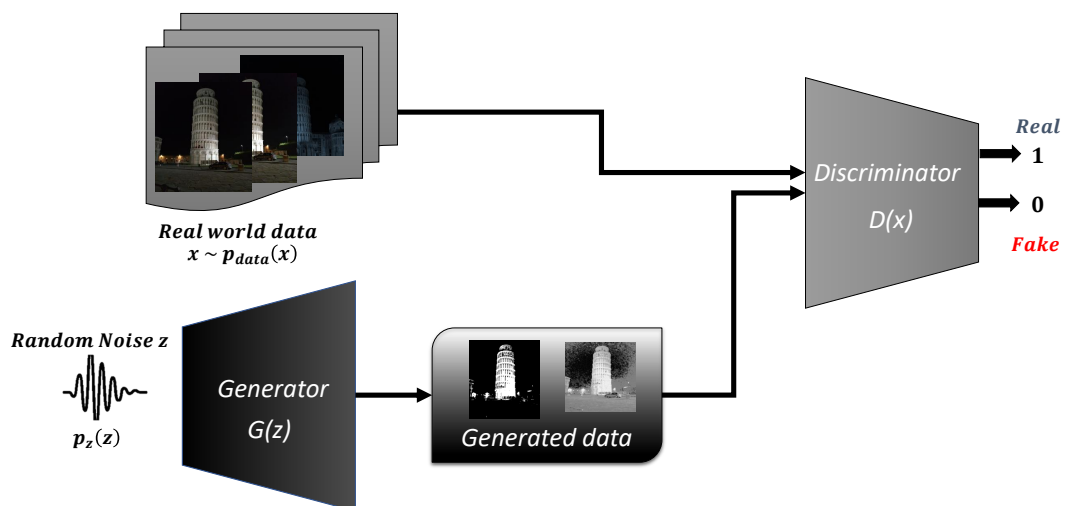 Real world data
x ~ p_data(x)
Random Noise z
p_z(z)
Generator
G(z)
Generated data
Discriminator
D(x)
Real
1
0
Fake